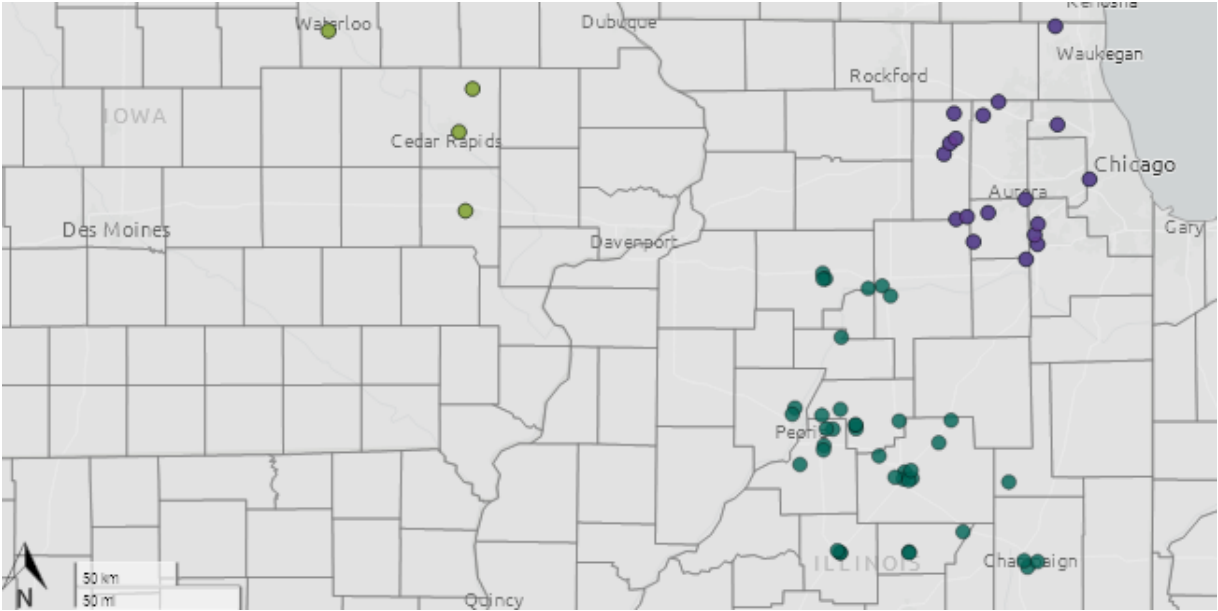 Kenosha
Waterloo
Dubuque
Waukegan
Rockford
IOWA
Cedar Rapids
Chicago
Aurora
Des Moines
Davenport
Gary
Peoria
ILLINOIS
Champaign
50 km
50 mi
N
Quincy